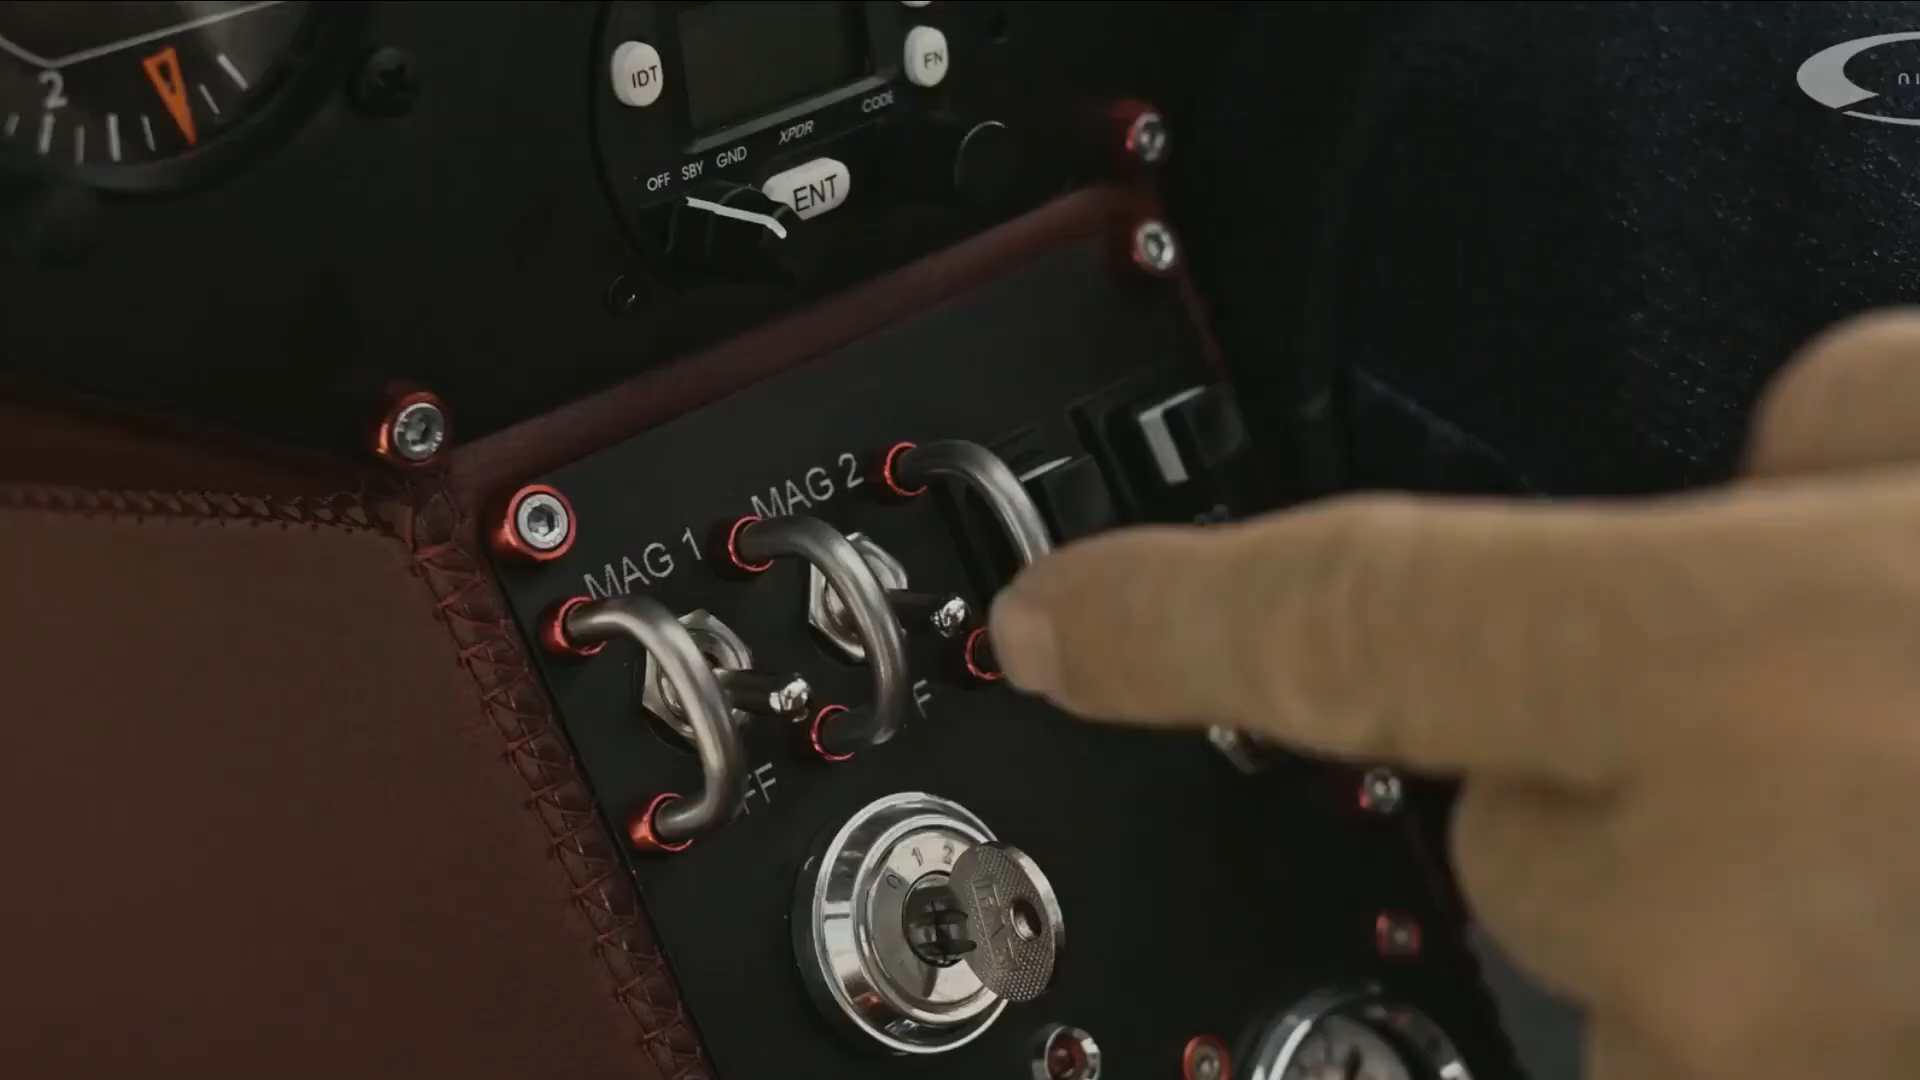 2
IDT
FN
CODE
XPDR
OFF SBY GND
ENT
MAG 2
MAG 1
F
FF
0 1 2